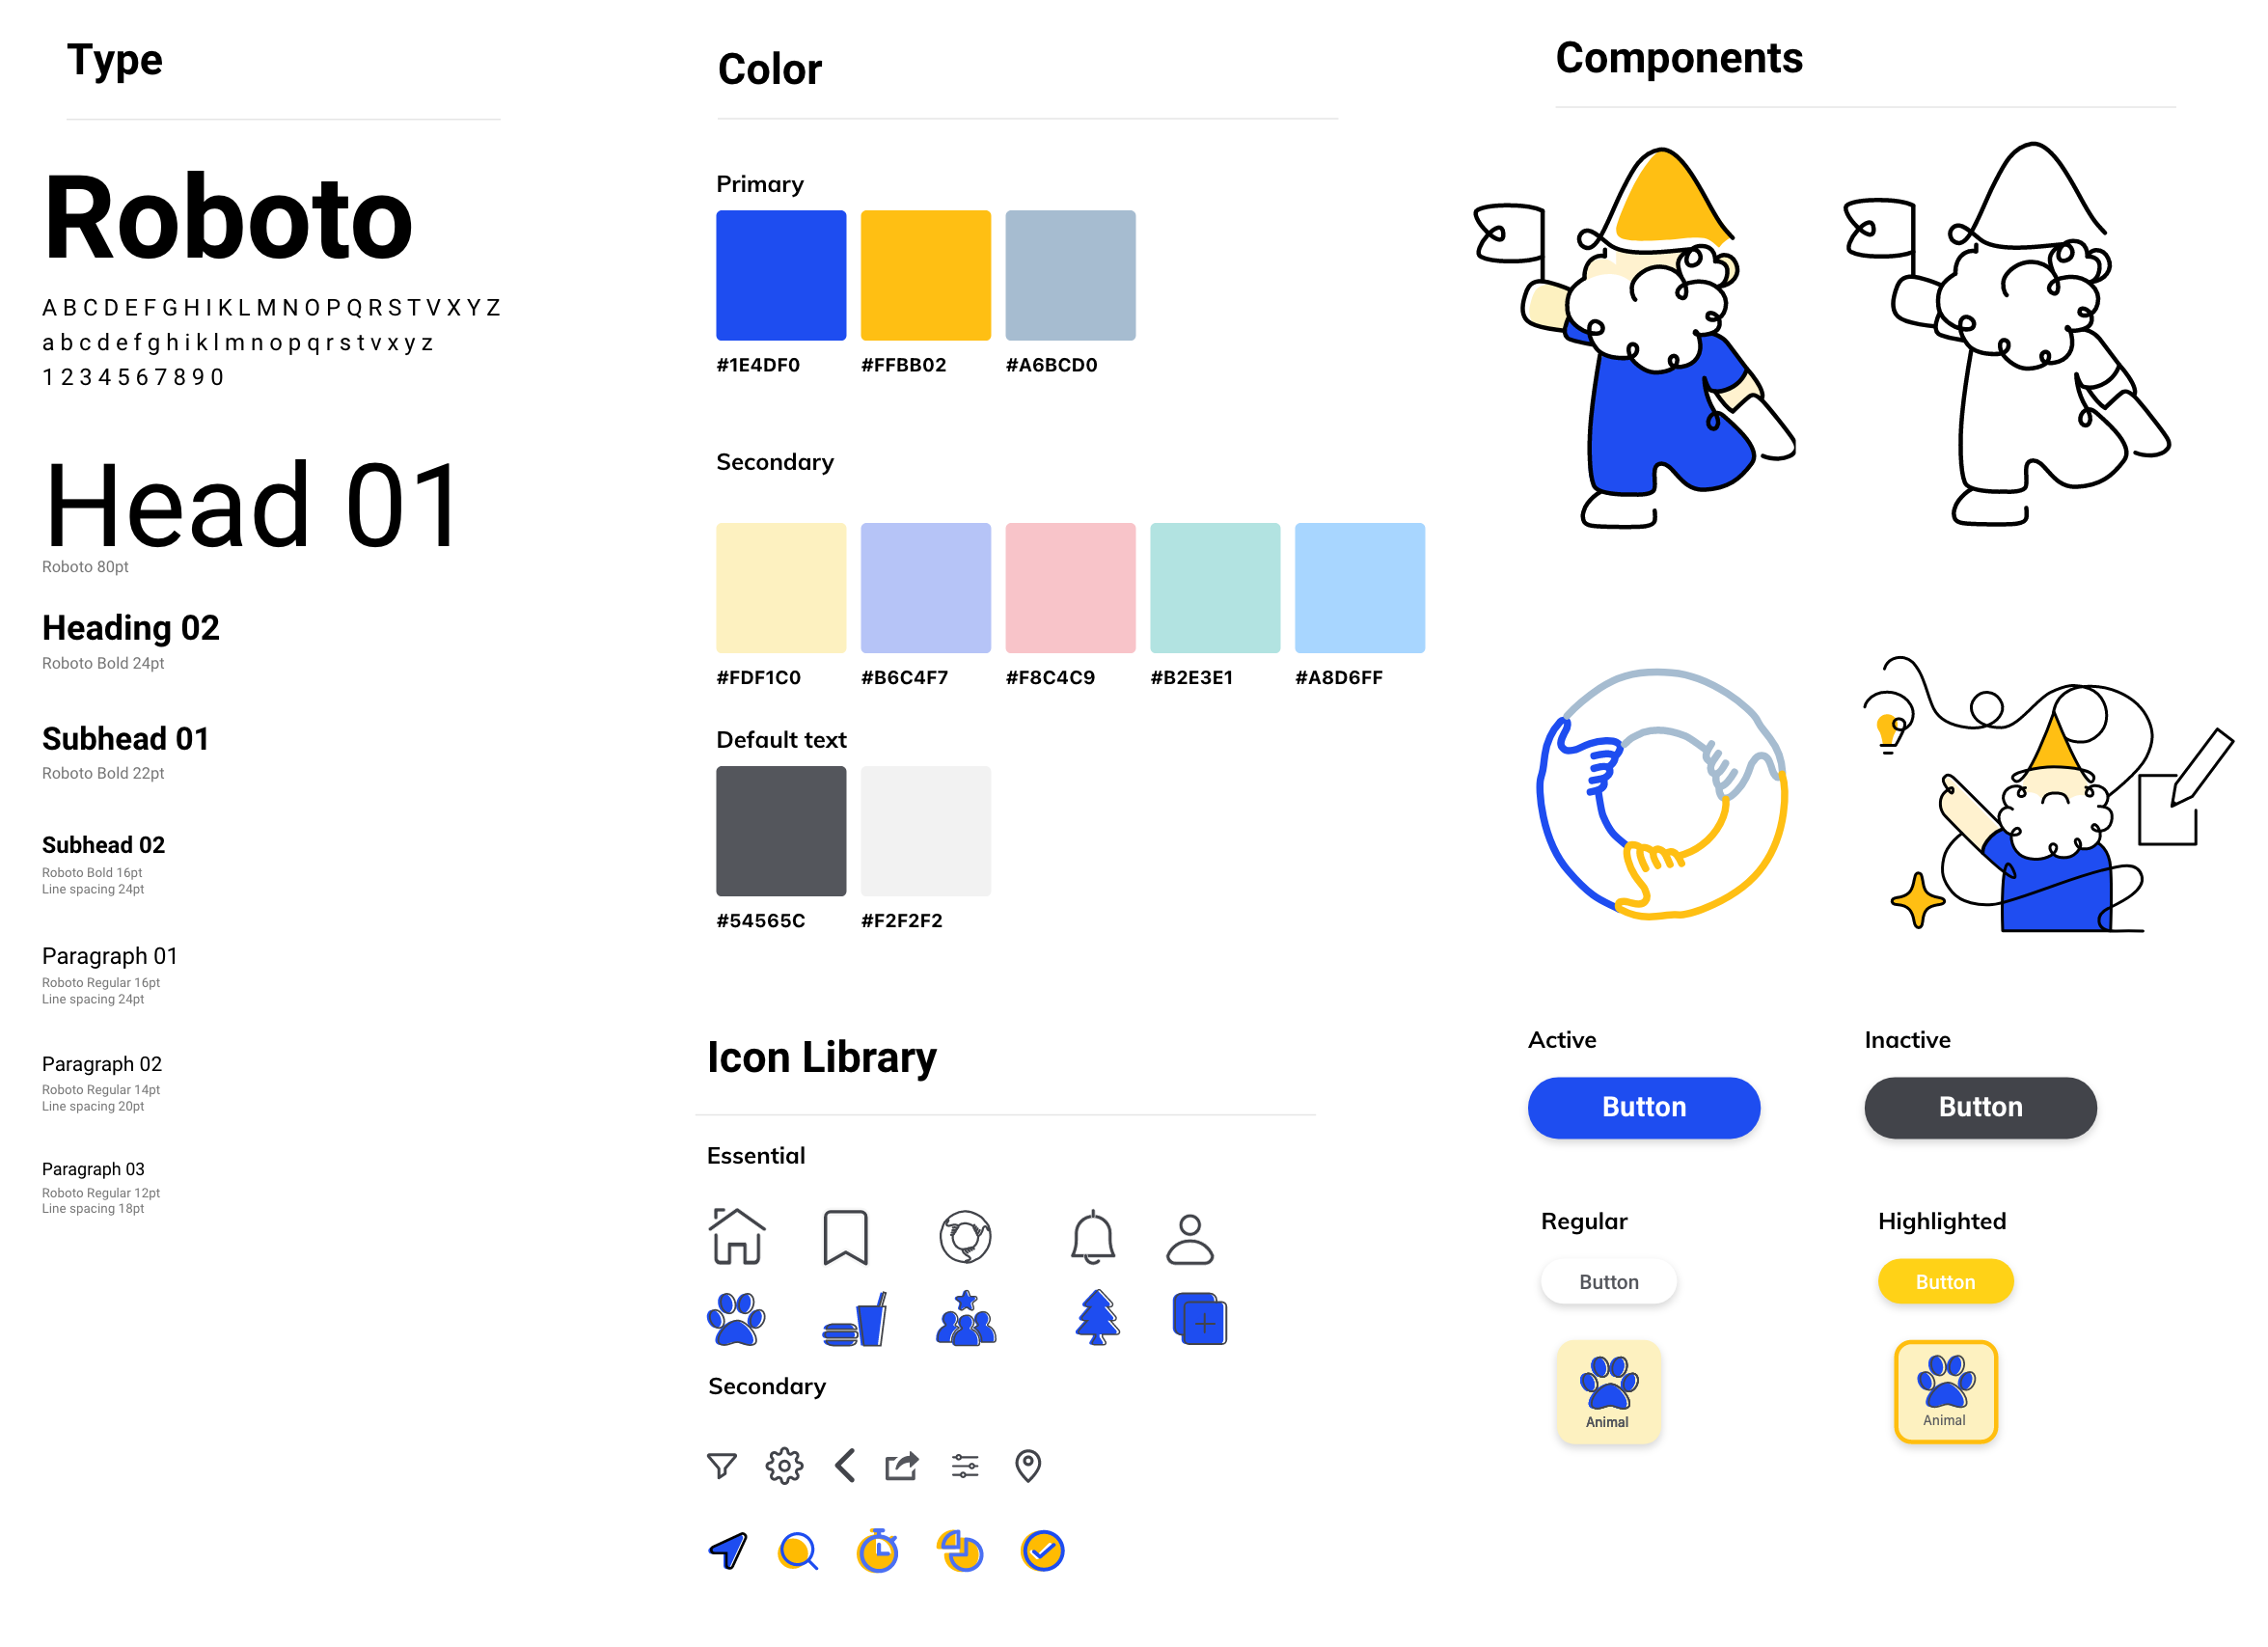 Type
Roboto
A B C D E F G H I K L M N O P Q R S T V X Y Z
a b c d e f g h i k l m n o p q r s t v x y z
1 2 3 4 5 6 7 8 9 0
Head 01
Roboto 80pt
Heading 02
Roboto Bold 24pt
Subhead 01
Roboto Bold 22pt
Subhead 02
Roboto Bold 16pt
Line spacing 24pt
Paragraph 01
Roboto Regular 16pt
Line spacing 24pt
Paragraph 02
Roboto Regular 14pt
Line spacing 20pt
Paragraph 03
Roboto Regular 12pt
Line spacing 18pt
Color
Primary
#1E4DF0 #FFBB02 #A6BCD0
Secondary
#FDF1C0 #B6C4F7 #F8C4C9 #B2E3E1 #A8D6FF
Default text
#54565C #F2F2F2
Icon Library
Essential
Secondary
Components
Active Inactive
Button Button
Regular Highlighted
Button Button
Animal Animal